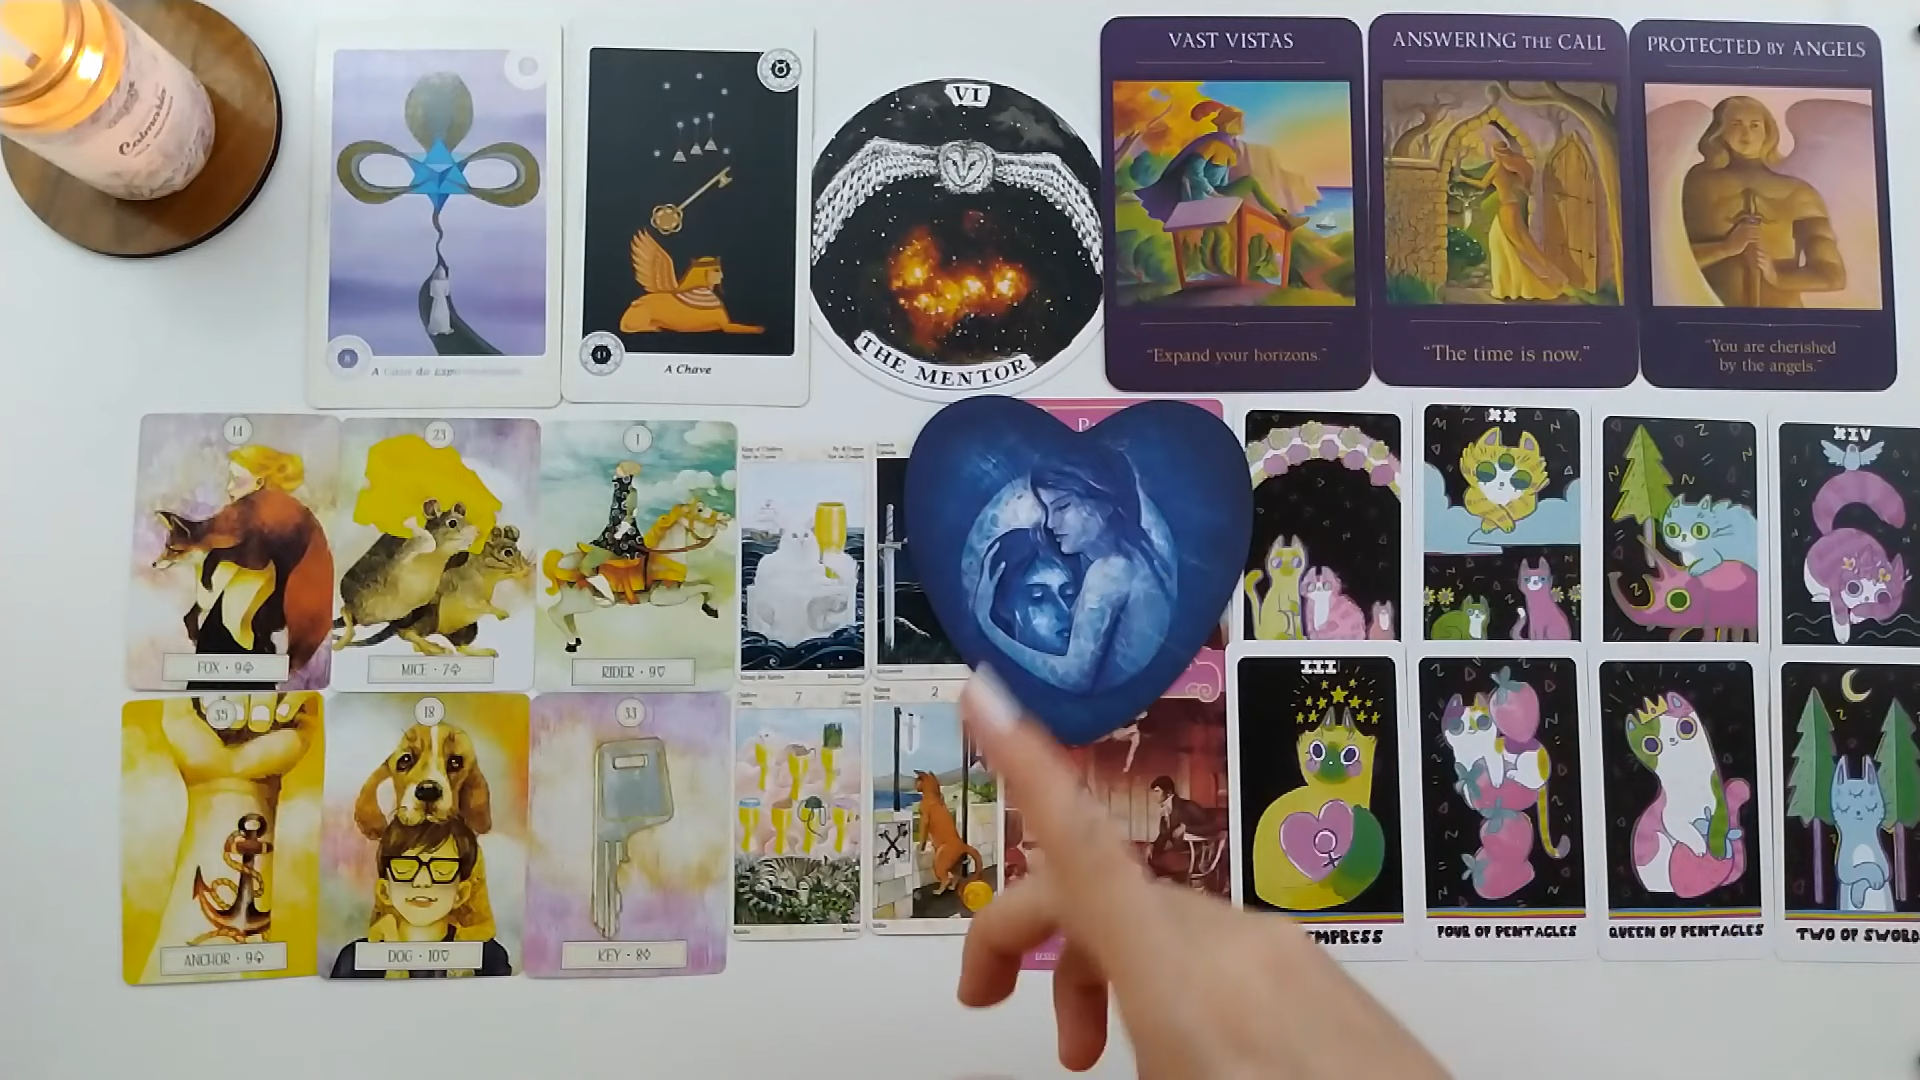 VAST VISTAS
ANSWERING THE CALL
PROTECTED BY ANGELS
VI
THE MENTOR
A Chave
8
"Expand your horizons."
"The time is now."
"You are cherished
by the angels."
14
23
1
XX
XIV
FOX · 9♤
MICE · 7♤
RIDER · 9♡
35
18
33
7
2
III
ANCHOR · 9♤
DOG · 10♡
KEY · 8♢
EMPRESS
FOUR OF PENTACLES
QUEEN OF PENTACLES
TWO OF SWORD